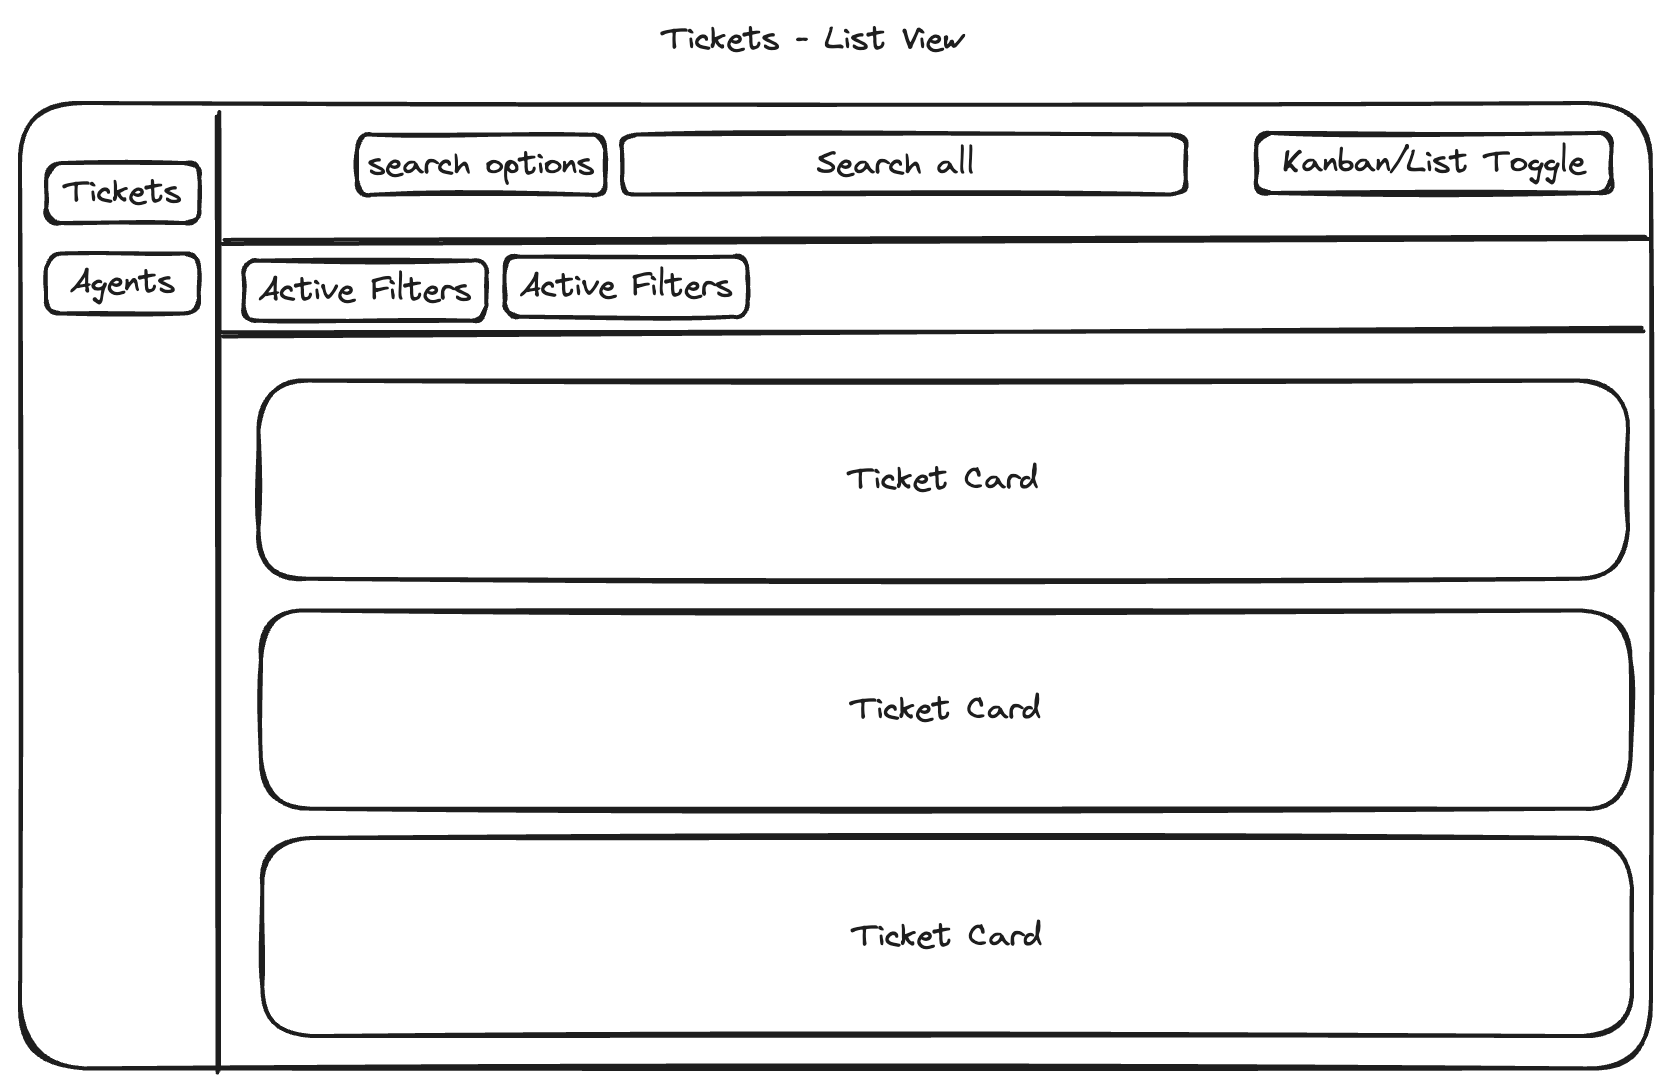 Tickets - List View
Tickets
Agents
search options
Search all
Kanban/List Toggle
Active Filters
Active Filters
Ticket Card
Ticket Card
Ticket Card